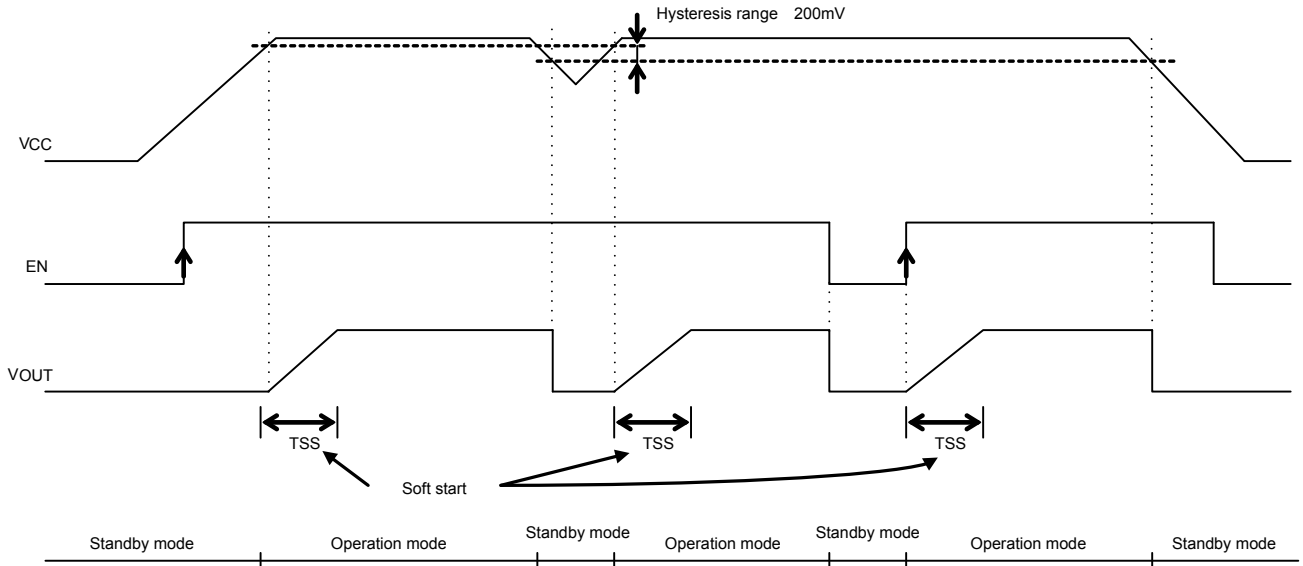 Hysteresis range 200mV
VCC
EN
VOUT
TSS
TSS
TSS
Soft start
Standby mode
Operation mode
Standby mode
Operation mode
Standby mode
Operation mode
Standby mode